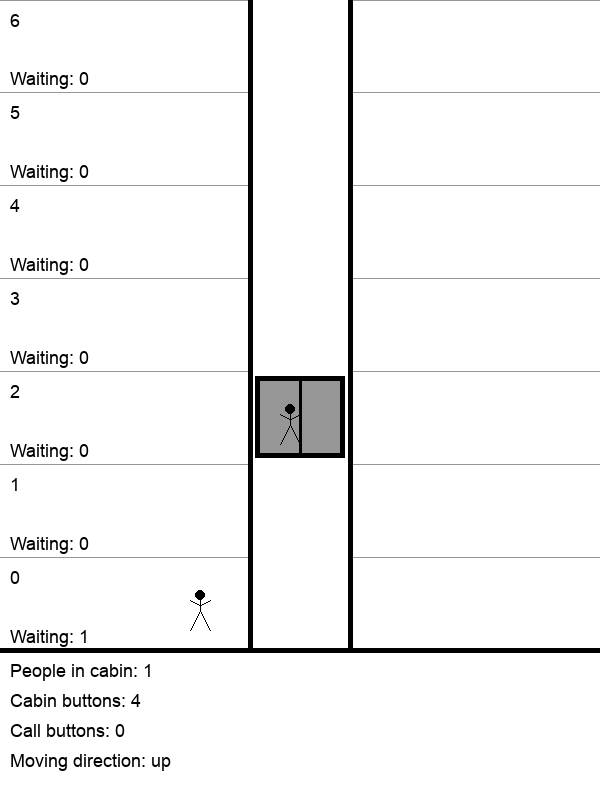 6
Waiting: 0
5
Waiting: 0
4
Waiting: 0
3
Waiting: 0
2
Waiting: 0
1
Waiting: 0
0
Waiting: 1
People in cabin: 1
Cabin buttons: 4
Call buttons: 0
Moving direction: up